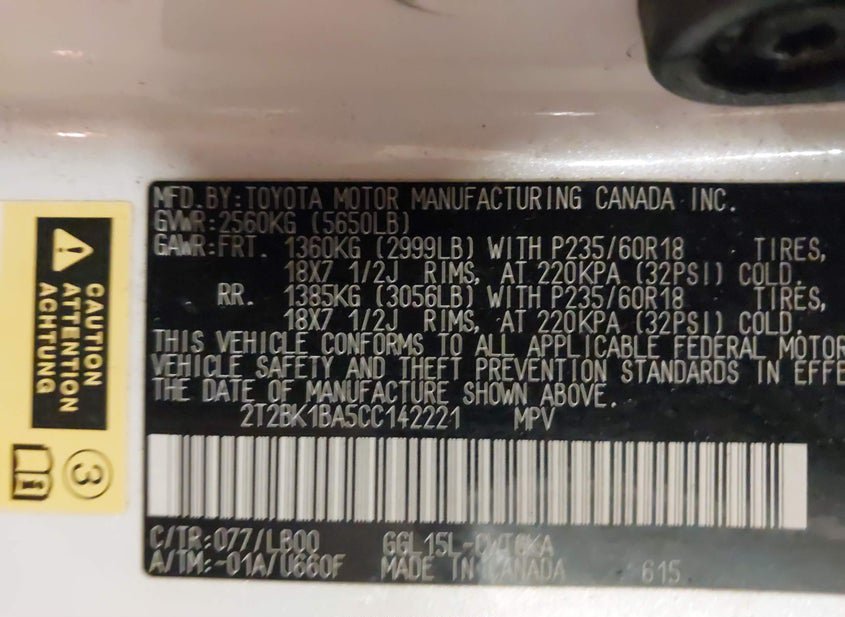 MFD.BY:TOYOTA MOTOR MANUFACTURING CANADA INC.
GVWR:2560KG (5650LB)
GAWR:FRT. 1360KG (2999LB) WITH P235/60R18 TIRES,
18X7 1/2J RIMS, AT 220KPA (32PSI) COLD.
RR. 1385KG (3056LB) WITH P235/60R18 TIRES,
18X7 1/2J RIMS, AT 220KPA (32PSI) COLD.
THIS VEHICLE CONFORMS TO ALL APPLICABLE FEDERAL MOTOR
VEHICLE SAFETY AND THEFT PREVENTION STANDARDS IN EFFE
THE DATE OF MANUFACTURE SHOWN ABOVE.
2T2BK1BA5CC142221 MPV
C/TR:077/LB00
A/TM:-01A/U660F MADE IN CANADA 615
CAUTION
ATTENTION
ACHTUNG
3